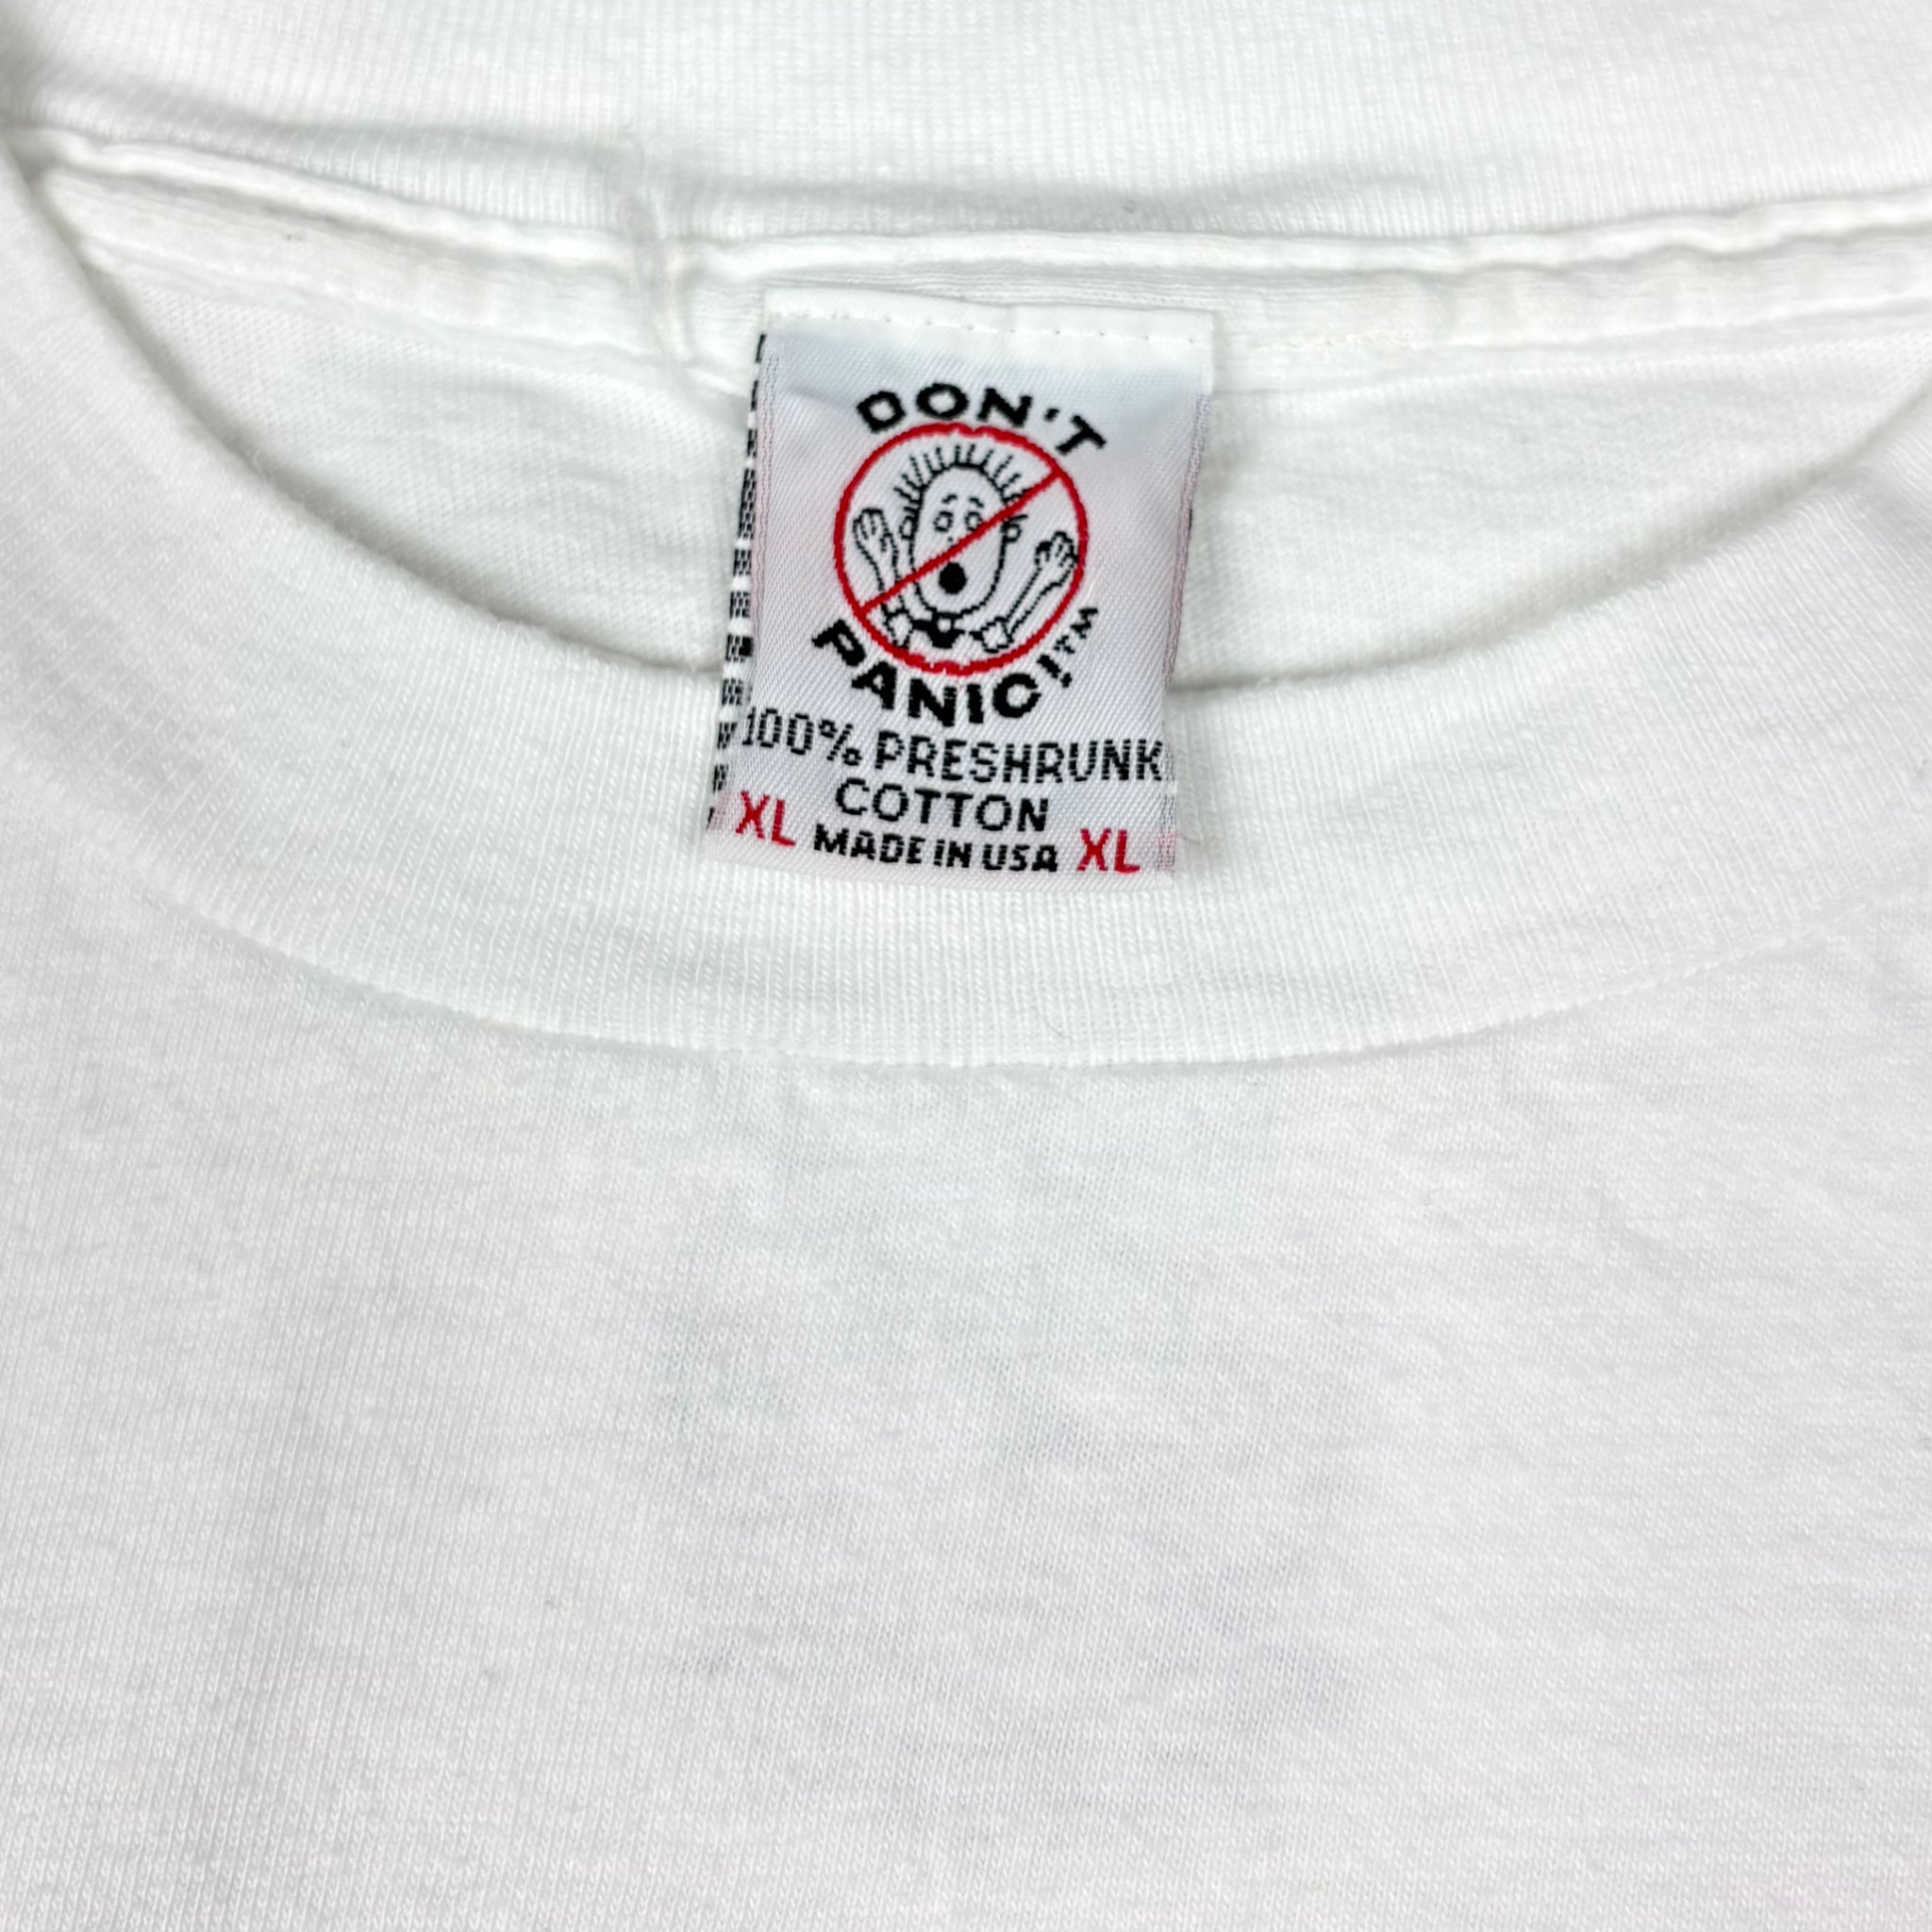 DON'T
PANIC!™
100% PRESHRUNK
COTTON
XL MADE IN USA XL